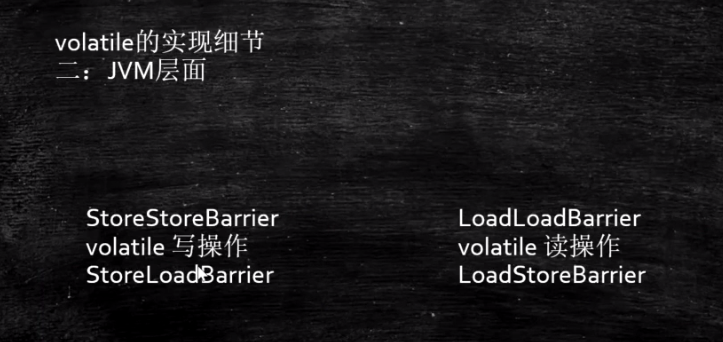 volatile的实现细节
二：JVM层面
StoreStoreBarrier
volatile 写操作
StoreLoadBarrier
LoadLoadBarrier
volatile 读操作
LoadStoreBarrier